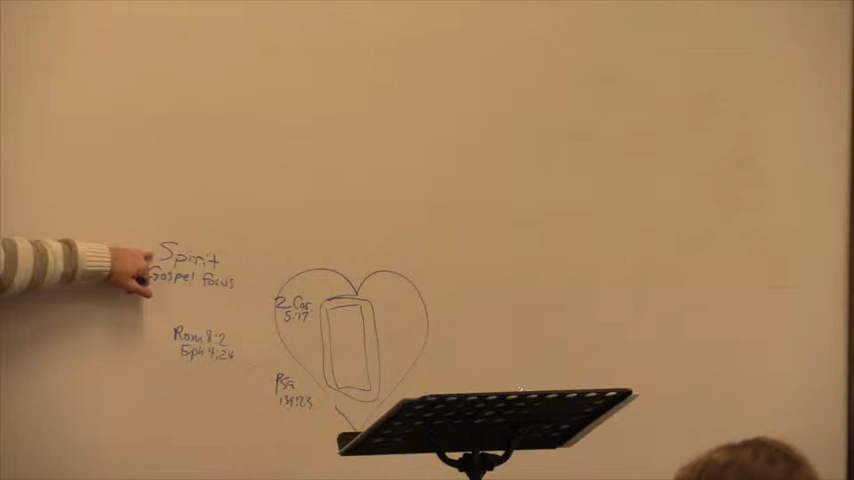 Spirit
Gospel focus
2 Cor.
5:17
Rom 8:2
Eph 4:24
Psa
139:23